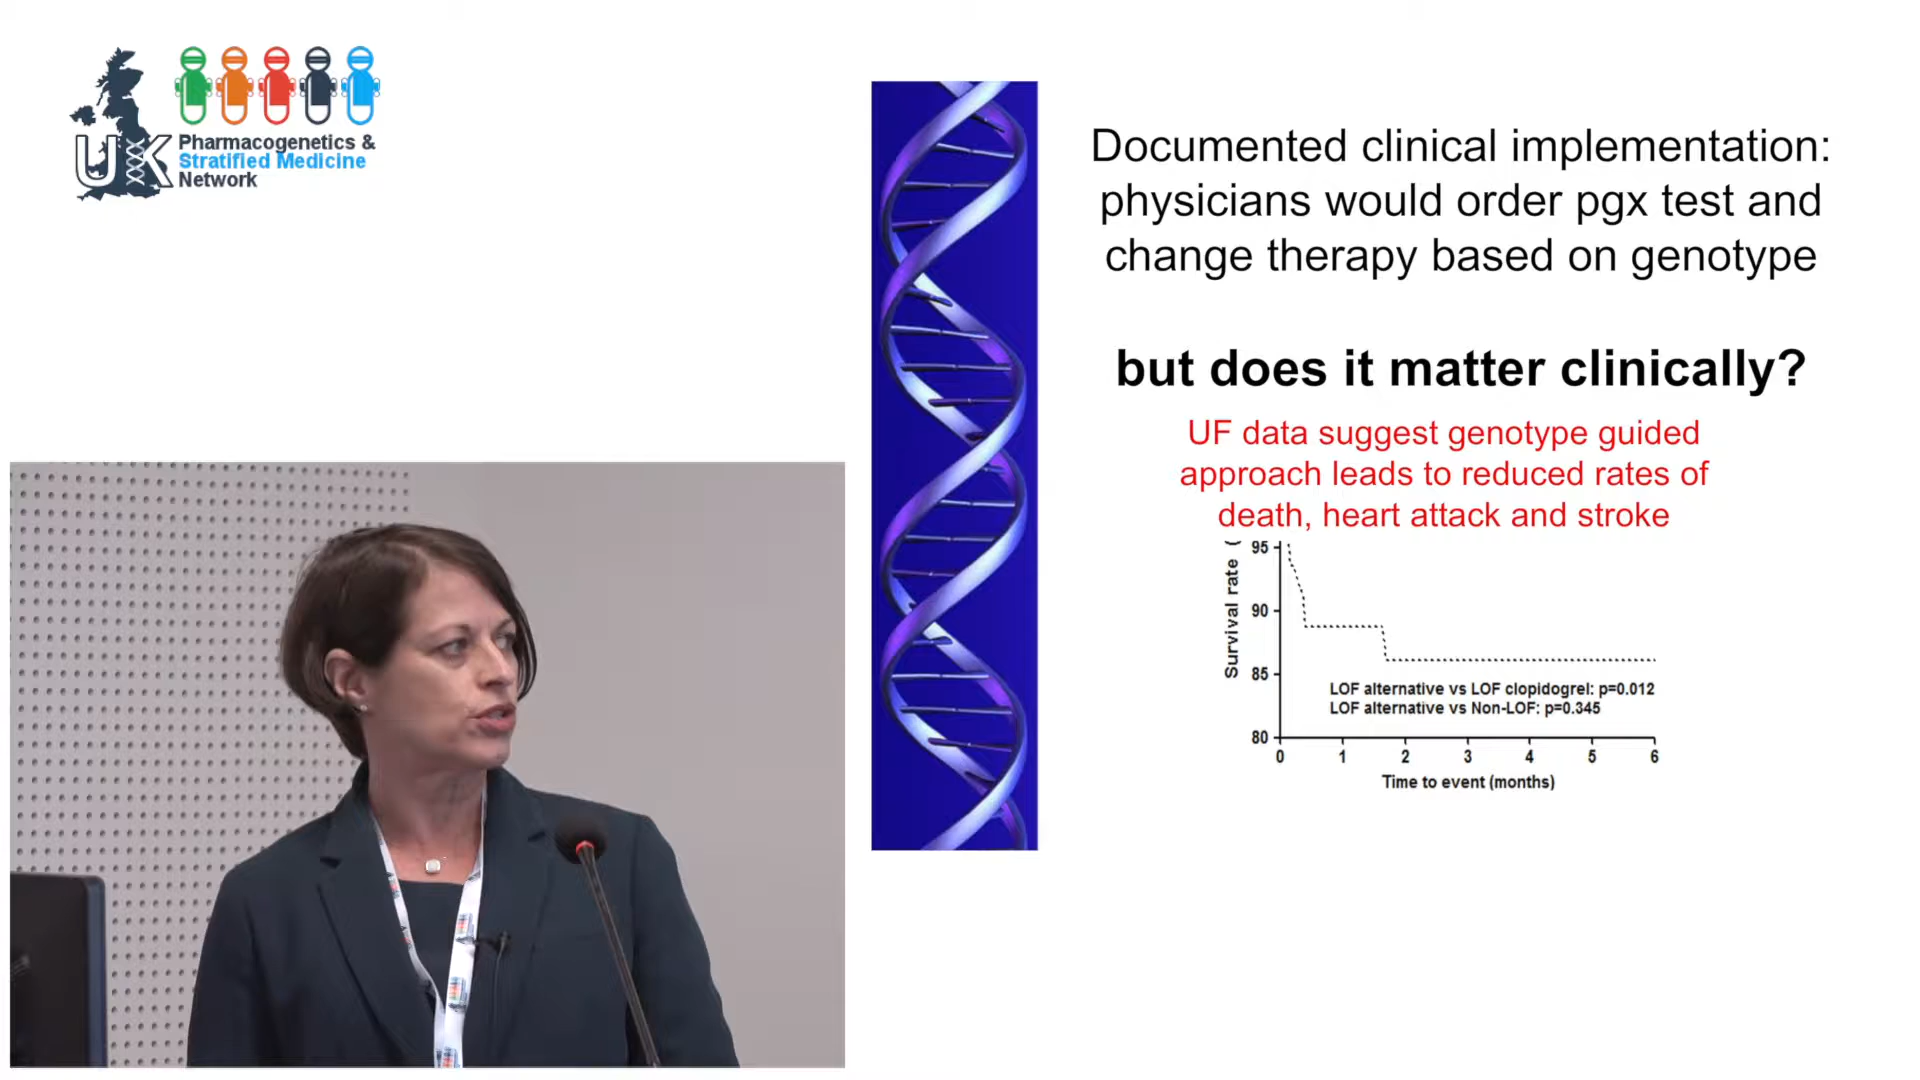 UK
Pharmacogenetics &
Stratified Medicine
Network
Documented clinical implementation:
physicians would order pgx test and
change therapy based on genotype
but does it matter clinically?
UF data suggest genotype guided
approach leads to reduced rates of
death, heart attack and stroke
Survival rate (
95
90
85
80
LOF alternative vs LOF clopidogrel: p=0.012
LOF alternative vs Non-LOF: p=0.345
0 1 2 3 4 5 6
Time to event (months)